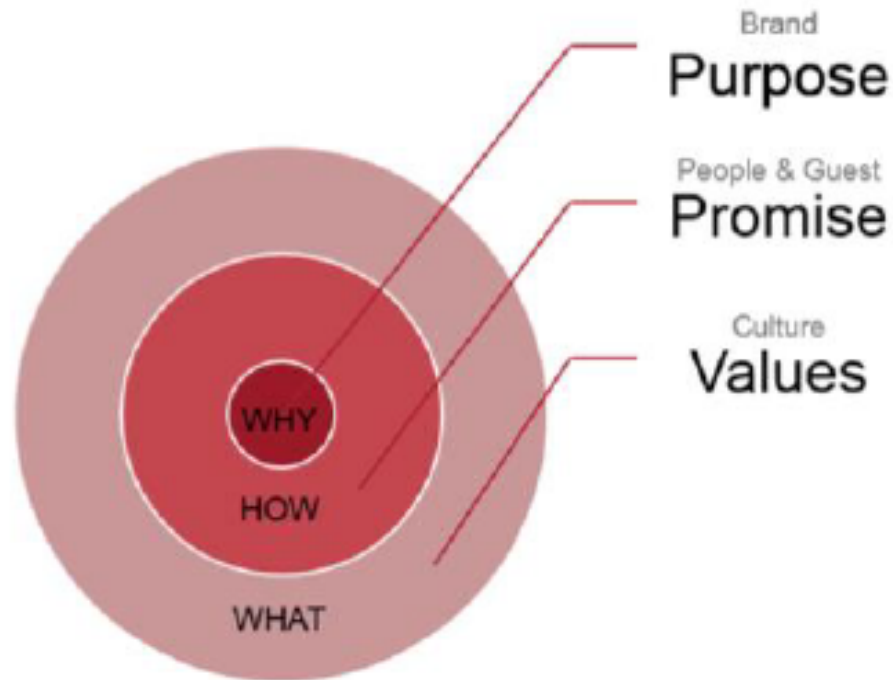 Brand
Purpose
People & Guest
Promise
Culture
Values
WHY
HOW
WHAT